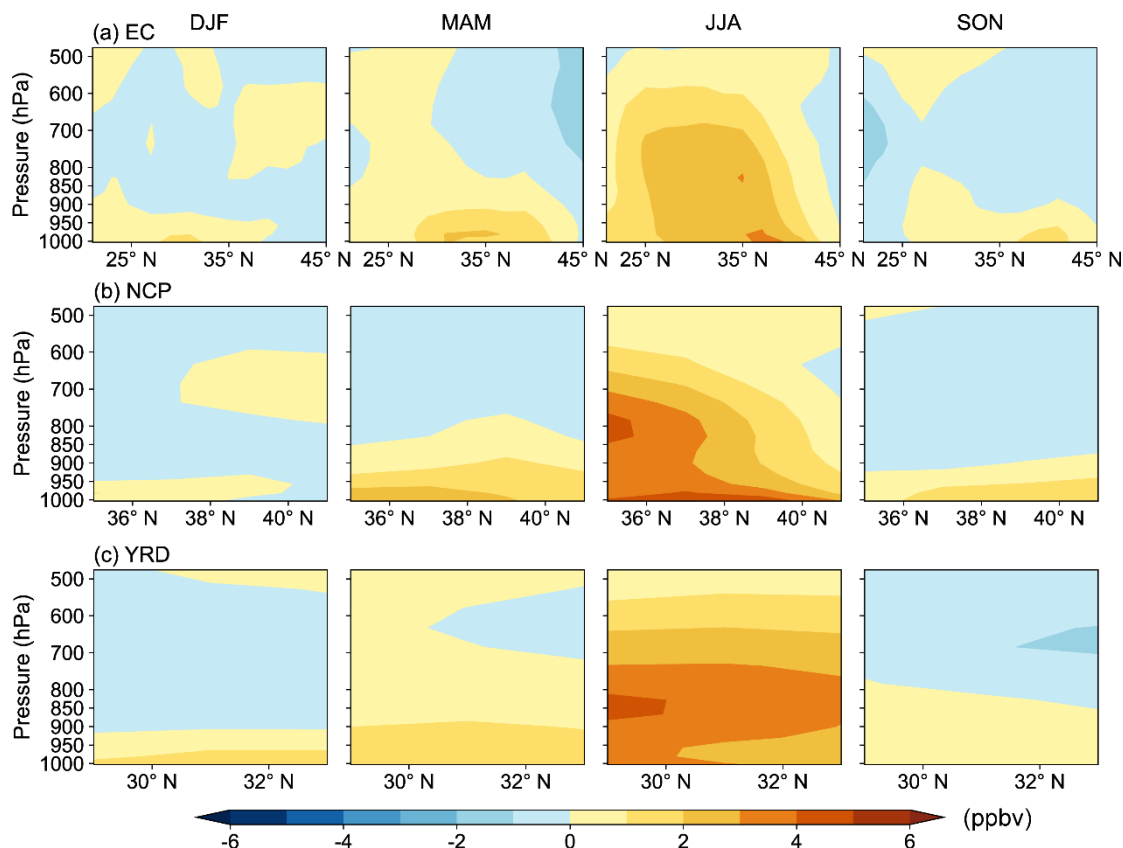 DJF MAM JJA SON
(a) EC
Pressure (hPa)
500
600
700
800
850
900
950
1000
25° N 35° N 45° N 25° N 35° N 45° N 25° N 35° N 45° N 25° N 35° N 45° N
(b) NCP
Pressure (hPa)
500
600
700
800
850
900
950
1000
36° N 38° N 40° N 36° N 38° N 40° N 36° N 38° N 40° N 36° N 38° N 40° N
(c) YRD
Pressure (hPa)
500
600
700
800
850
900
950
1000
30° N 32° N 30° N 32° N 30° N 32° N 30° N 32° N
-6 -4 -2 0 2 4 6 (ppbv)